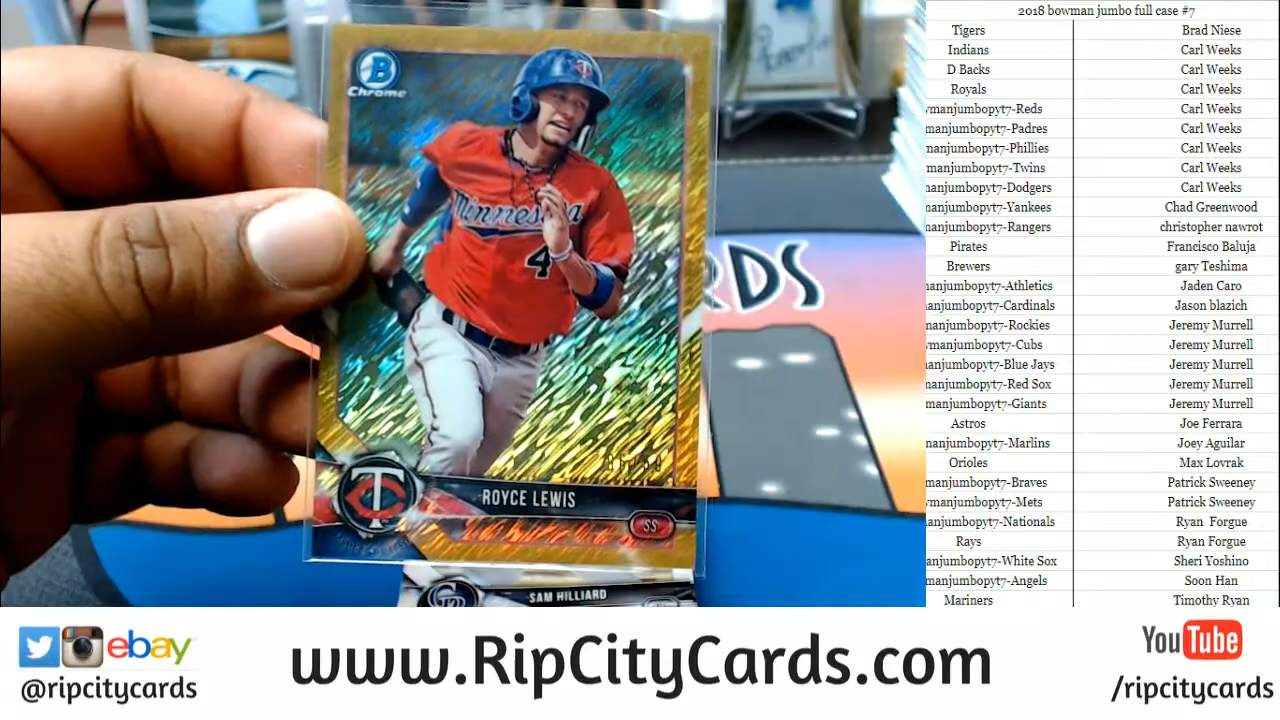 B
Chrome
Minnesota
4
ROYCE LEWIS
SS
SAM HILLIARD
RDS
2018 bowman jumbo full case #7
Tigers Brad Niese
Indians Carl Weeks
D Backs Carl Weeks
Royals Carl Weeks
manjumbopyt7-Reds Carl Weeks
manjumbopyt7-Padres Carl Weeks
manjumbopyt7-Phillies Carl Weeks
manjumbopyt7-Twins Carl Weeks
manjumbopyt7-Dodgers Carl Weeks
manjumbopyt7-Yankees Chad Greenwood
manjumbopyt7-Rangers christopher nawrot
Pirates Francisco Baluja
Brewers gary Teshima
manjumbopyt7-Athletics Jaden Caro
manjumbopyt7-Cardinals Jason blazich
manjumbopyt7-Rockies Jeremy Murrell
manjumbopyt7-Cubs Jeremy Murrell
manjumbopyt7-Blue Jays Jeremy Murrell
manjumbopyt7-Red Sox Jeremy Murrell
manjumbopyt7-Giants Jeremy Murrell
Astros Joe Ferrara
manjumbopyt7-Marlins Joey Aguilar
Orioles Max Lovrak
manjumbopyt7-Braves Patrick Sweeney
wmanjumbopyt7-Mets Patrick Sweeney
anjumbopyt7-Nationals Ryan Forgue
Rays Ryan Forgue
anjumbopyt7-White Sox Sheri Yoshino
manjumbopyt7-Angels Soon Han
Mariners Timothy Ryan
ebay
@ripcitycards
www.RipCityCards.com
YouTube
/ripcitycards